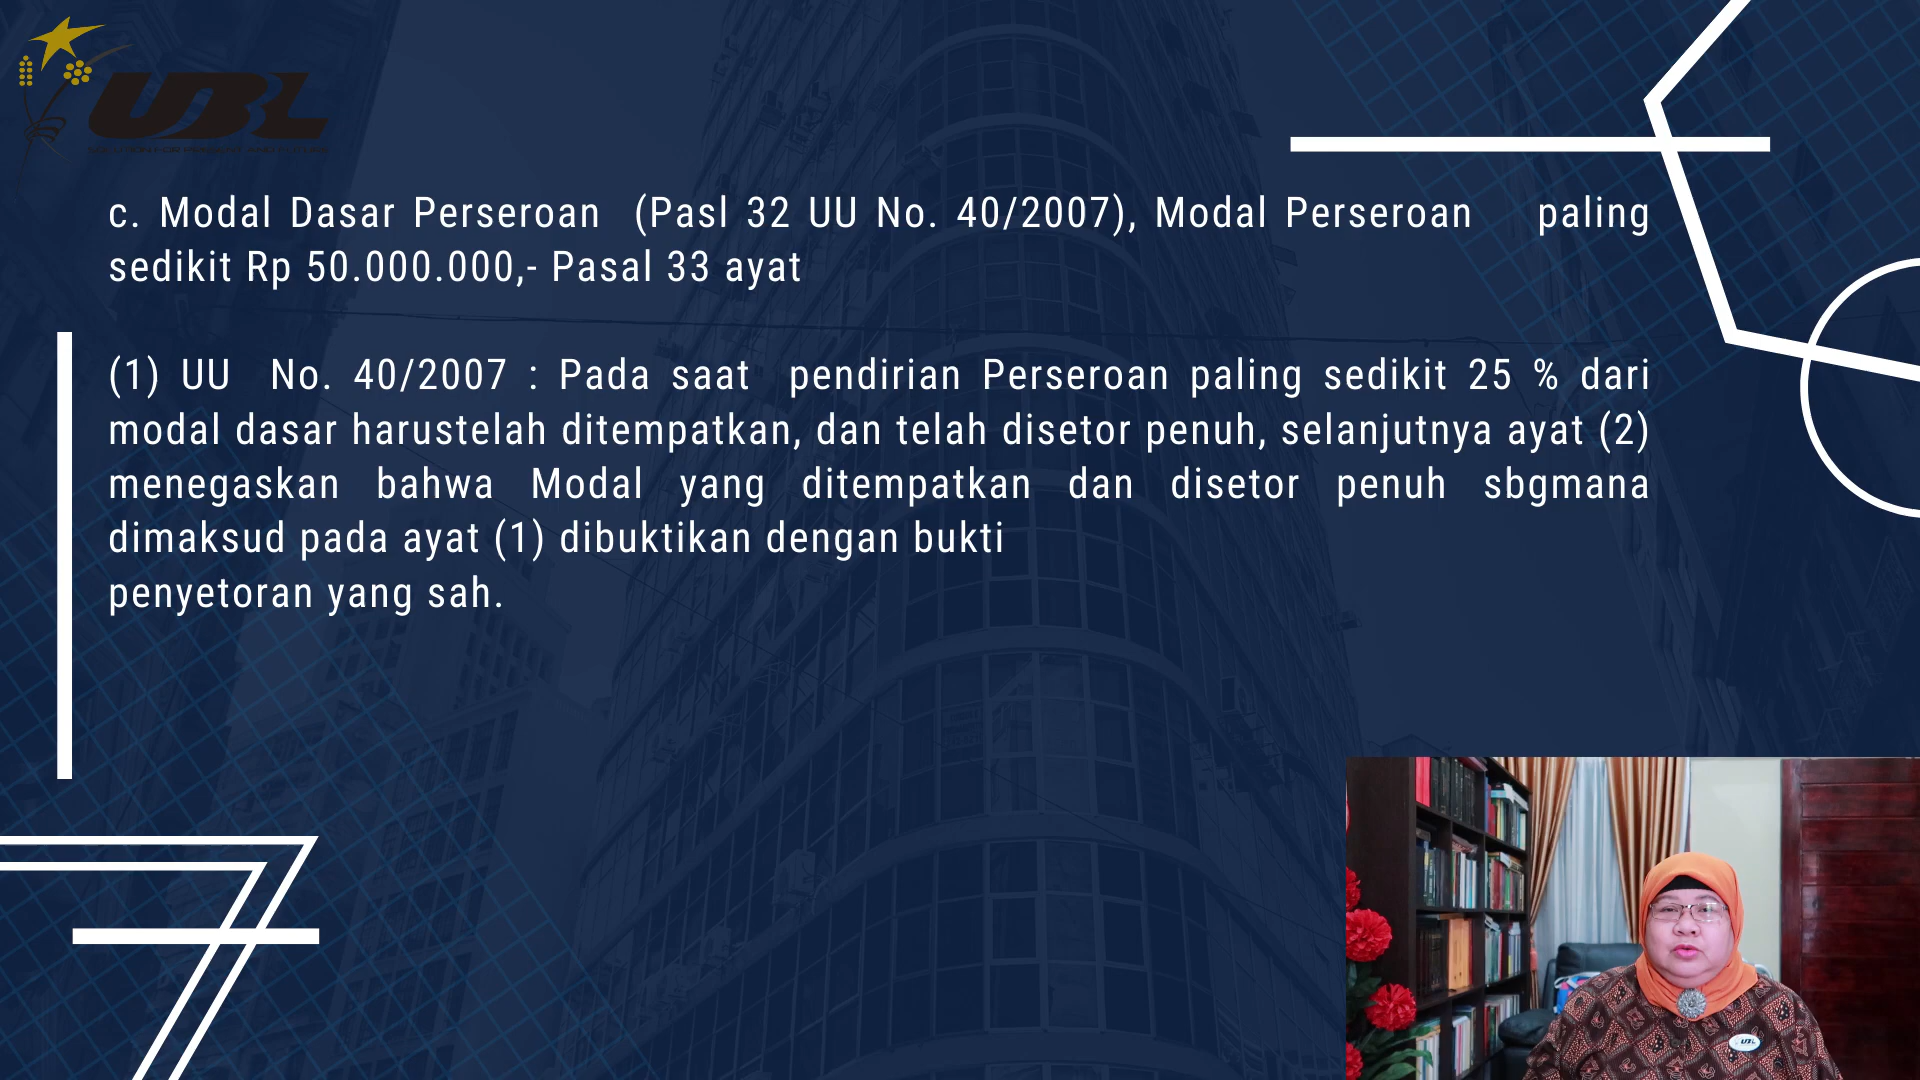 UBL
c. Modal Dasar Perseroan (Pasl 32 UU No. 40/2007), Modal Perseroan paling
sedikit Rp 50.000.000,- Pasal 33 ayat
(1) UU No. 40/2007 : Pada saat pendirian Perseroan paling sedikit 25 % dari
modal dasar harustelah ditempatkan, dan telah disetor penuh, selanjutnya ayat (2)
menegaskan bahwa Modal yang ditempatkan dan disetor penuh sbgmana
dimaksud pada ayat (1) dibuktikan dengan bukti
penyetoran yang sah.
UBL